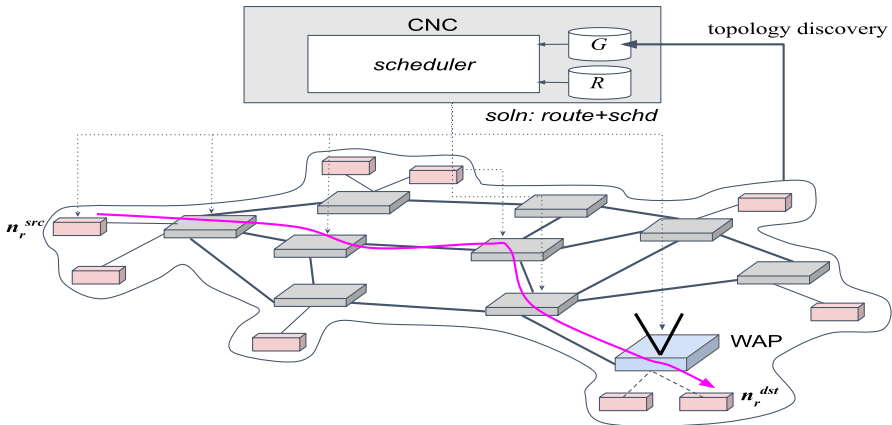 CNC
topology discovery
G
scheduler
R
soln: route+schd
n_r^src
WAP
n_r^dst